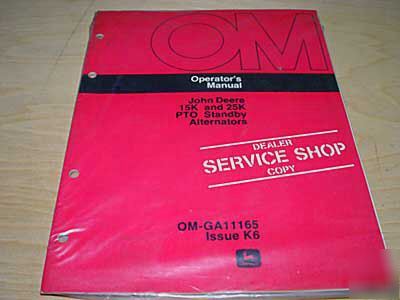 OM
Operator's
Manual
John Deere
15K and 25K
PTO Standby
Alternators
DEALER
SERVICE SHOP
COPY
OM-GA11165
Issue K6